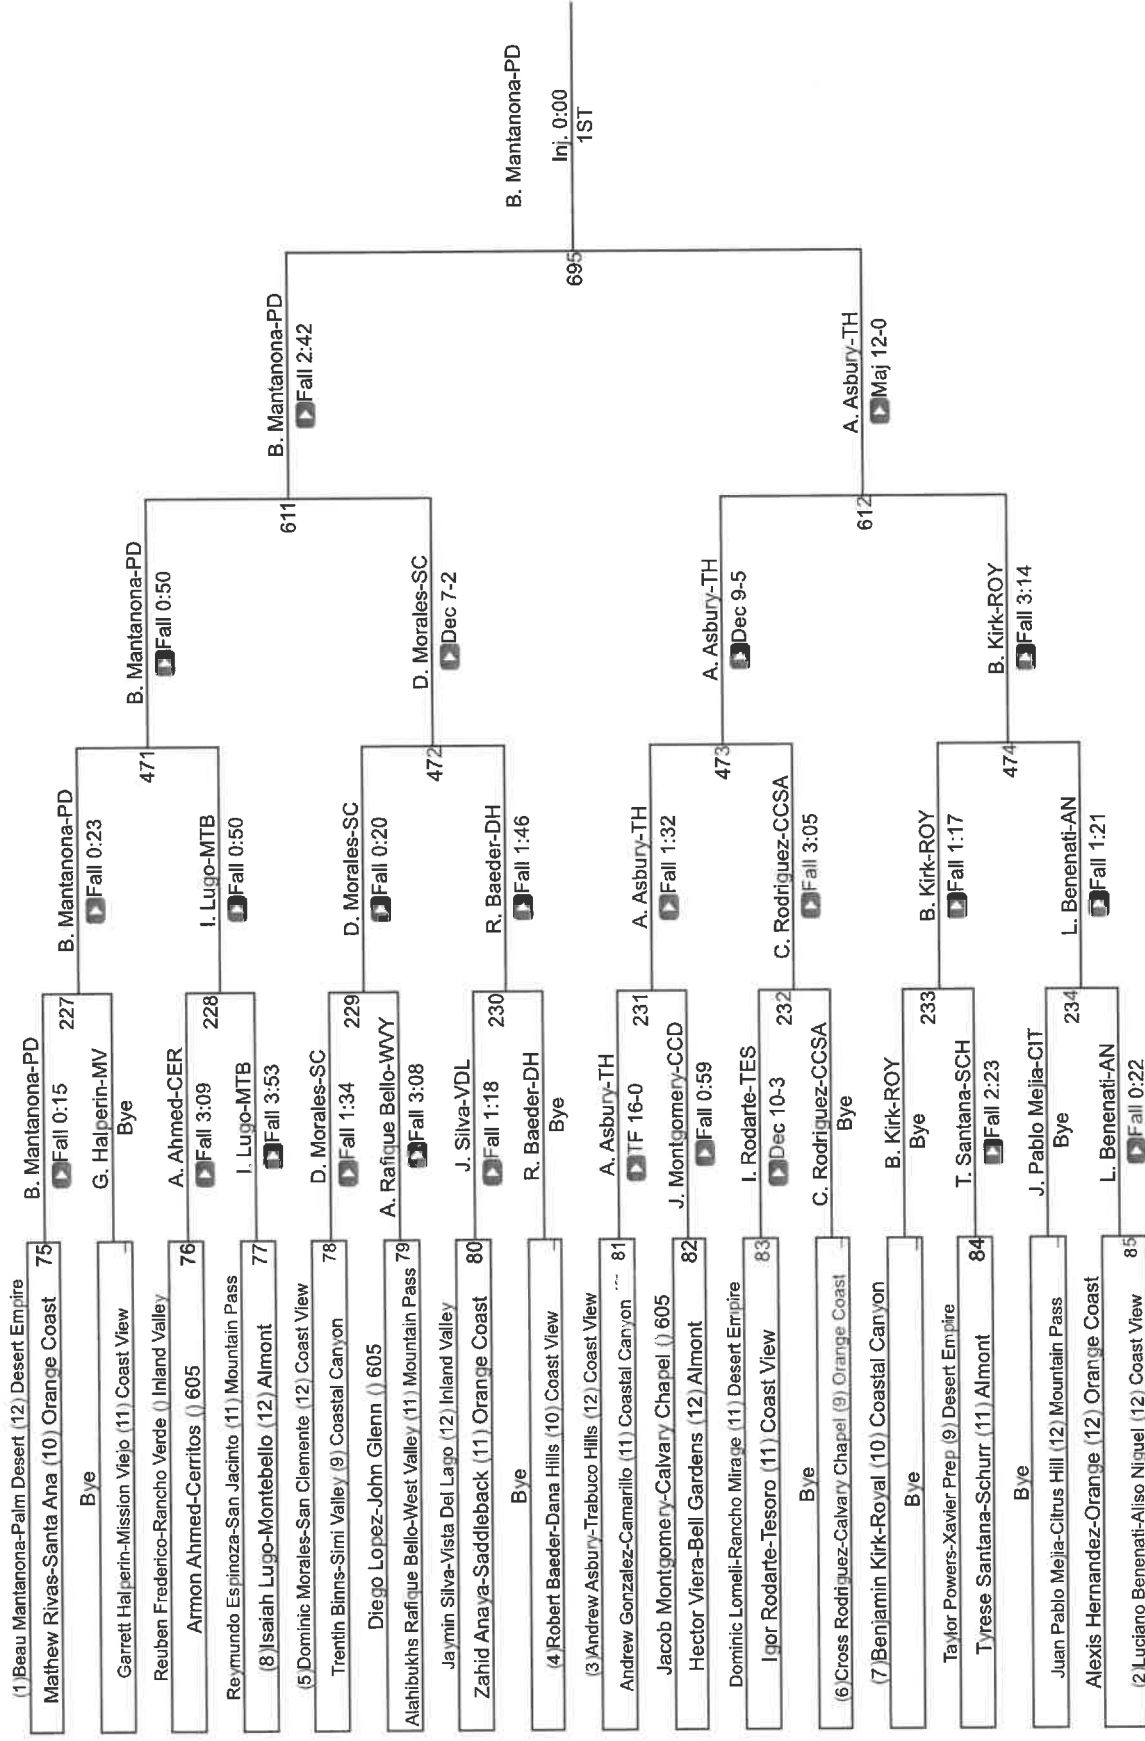 (1)Beau Mantanona-Palm Desert (12) Desert Empire
75
Mathew Rivas-Santa Ana (10) Orange Coast
Bye
Garrett Halperin-Mission Viejo (11) Coast View
Reuben Frederico-Rancho Verde () Inland Valley
76
Armon Ahmed-Cerritos () 605
Reymundo Espinoza-San Jacinto (11) Mountain Pass
77
(8)Isaiah Lugo-Montebello (12) Almont
(5)Dominic Morales-San Clemente (12) Coast View
78
Trentin Binns-Simi Valley (9) Coastal Canyon
Diego Lopez-John Glenn () 605
79
Alahibukhs Rafique Bello-West Valley (11) Mountain Pass
Jaymin Silva-Vista Del Lago (12) Inland Valley
80
Zahid Anaya-Saddleback (11) Orange Coast
Bye
(4)Robert Baeder-Dana Hills (10) Coast View
(3)Andrew Asbury-Trabuco Hills (12) Coast View
81
Andrew Gonzalez-Camarillo (11) Coastal Canyon
Jacob Montgomery-Calvary Chapel () 605
82
Hector Viera-Bell Gardens (12) Almont
Dominic Lomeli-Rancho Mirage (11) Desert Empire
83
Igor Rodarte-Tesoro (11) Coast View
Bye
(6)Cross Rodriguez-Calvary Chapel (9) Orange Coast
(7)Benjamin Kirk-Royal (10) Coastal Canyon
Bye
Taylor Powers-Xavier Prep (9) Desert Empire
84
Tyrese Santana-Schurr (11) Almont
Bye
Juan Pablo Mejia-Citrus Hill (12) Mountain Pass
Alexis Hernandez-Orange (12) Orange Coast
85
(2)Luciano Benenati-Aliso Niguel (12) Coast View
B. Mantanona-PD
Fall 0:15
227
G. Halperin-MV
Bye
A. Ahmed-CER
Fall 3:09
228
I. Lugo-MTB
Fall 3:53
D. Morales-SC
Fall 1:34
229
A. Rafique Bello-WVY
Fall 3:08
J. Silva-VDL
Fall 1:18
230
R. Baeder-DH
Bye
A. Asbury-TH
TF 16-0
231
J. Montgomery-CCD
Fall 0:59
I. Rodarte-TES
Dec 10-3
232
C. Rodriguez-CCSA
Bye
B. Kirk-ROY
Bye
233
T. Santana-SCH
Fall 2:23
J. Pablo Mejia-CIT
Bye
234
L. Benenati-AN
Fall 0:22
B. Mantanona-PD
Fall 0:23
471
I. Lugo-MTB
Fall 0:50
D. Morales-SC
Fall 0:20
472
R. Baeder-DH
Fall 1:46
A. Asbury-TH
Fall 1:32
473
C. Rodriguez-CCSA
Fall 3:05
B. Kirk-ROY
Fall 1:17
474
L. Benenati-AN
Fall 1:21
B. Mantanona-PD
Fall 0:50
611
D. Morales-SC
Dec 7-2
A. Asbury-TH
Dec 9-5
612
B. Kirk-ROY
Fall 3:14
B. Mantanona-PD
Fall 2:42
695
A. Asbury-TH
Maj 12-0
B. Mantanona-PD
Inj. 0:00
1ST